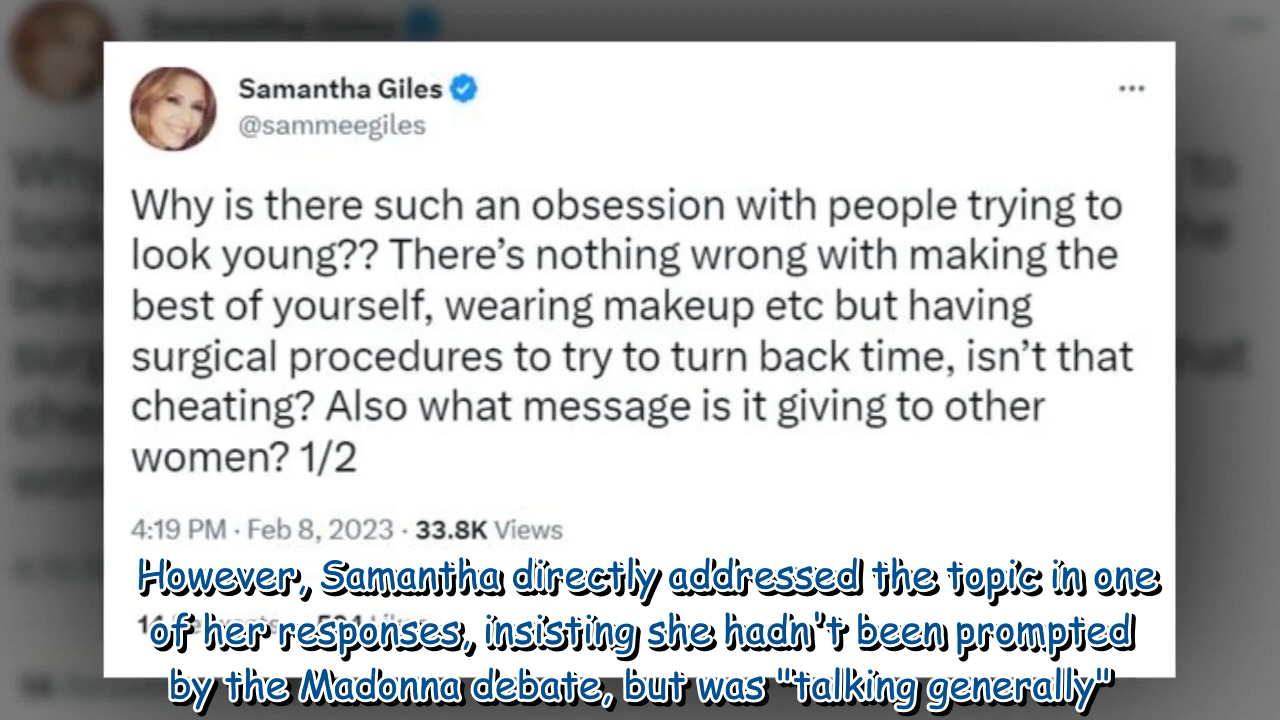 Samantha Giles
@sammeegiles
Why is there such an obsession with people trying to
look young?? There's nothing wrong with making the
best of yourself, wearing makeup etc but having
surgical procedures to try to turn back time, isn't that
cheating? Also what message is it giving to other
women? 1/2
4:19 PM · Feb 8, 2023 · 33.8K Views
However, Samantha directly addressed the topic in one
of her responses, insisting she hadn't been prompted
by the Madonna debate, but was "talking generally"